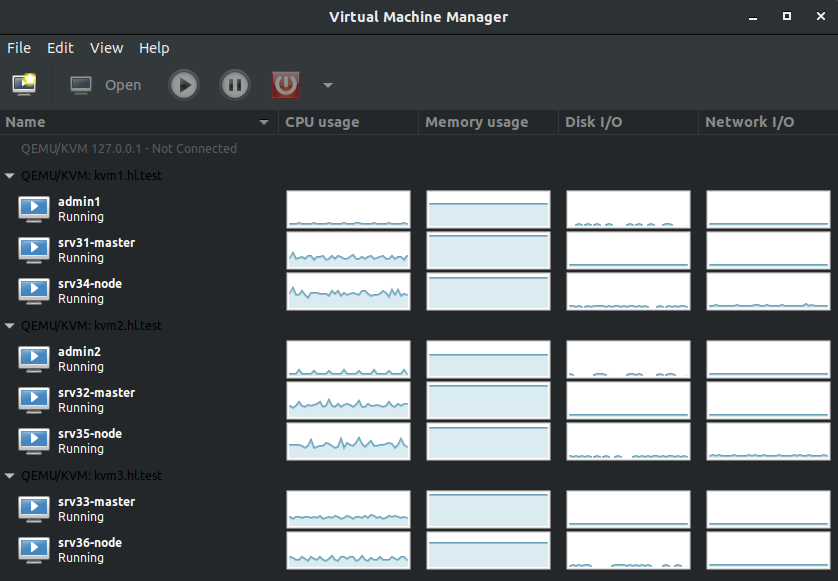 Virtual Machine Manager
File Edit View Help
Open
Name CPU usage Memory usage Disk I/O Network I/O
QEMU/KVM 127.0.0.1 - Not Connected
QEMU/KVM: kvm1.hl.test
admin1
Running
srv31-master
Running
srv34-node
Running
QEMU/KVM: kvm2.hl.test
admin2
Running
srv32-master
Running
srv35-node
Running
QEMU/KVM: kvm3.hl.test
srv33-master
Running
srv36-node
Running